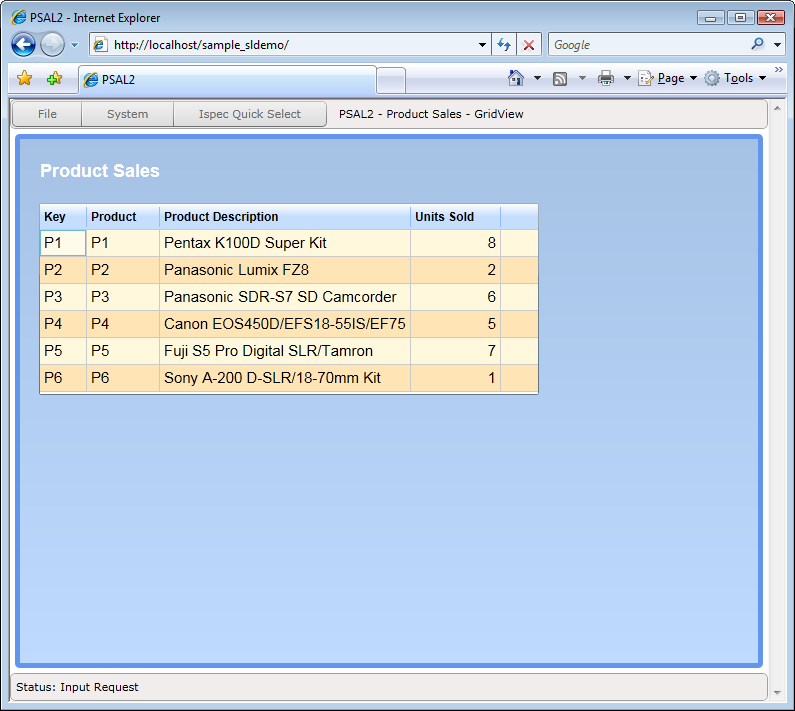 PSAL2 - Internet Explorer
http://localhost/sample_sldemo/
Google
PSAL2
Page Tools »
File System Ispec Quick Select PSAL2 - Product Sales - GridView
Product Sales
Key Product Product Description Units Sold
P1 P1 Pentax K100D Super Kit 8
P2 P2 Panasonic Lumix FZ8 2
P3 P3 Panasonic SDR-S7 SD Camcorder 6
P4 P4 Canon EOS450D/EFS18-55IS/EF75 5
P5 P5 Fuji S5 Pro Digital SLR/Tamron 7
P6 P6 Sony A-200 D-SLR/18-70mm Kit 1
Status: Input Request